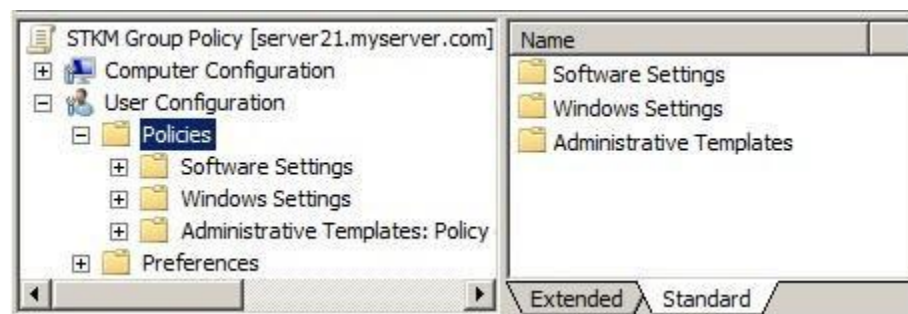 STKM Group Policy [server21.myserver.com]
Computer Configuration
User Configuration
Policies
Software Settings
Windows Settings
Administrative Templates: Policy
Preferences
Name
Software Settings
Windows Settings
Administrative Templates
Extended
Standard